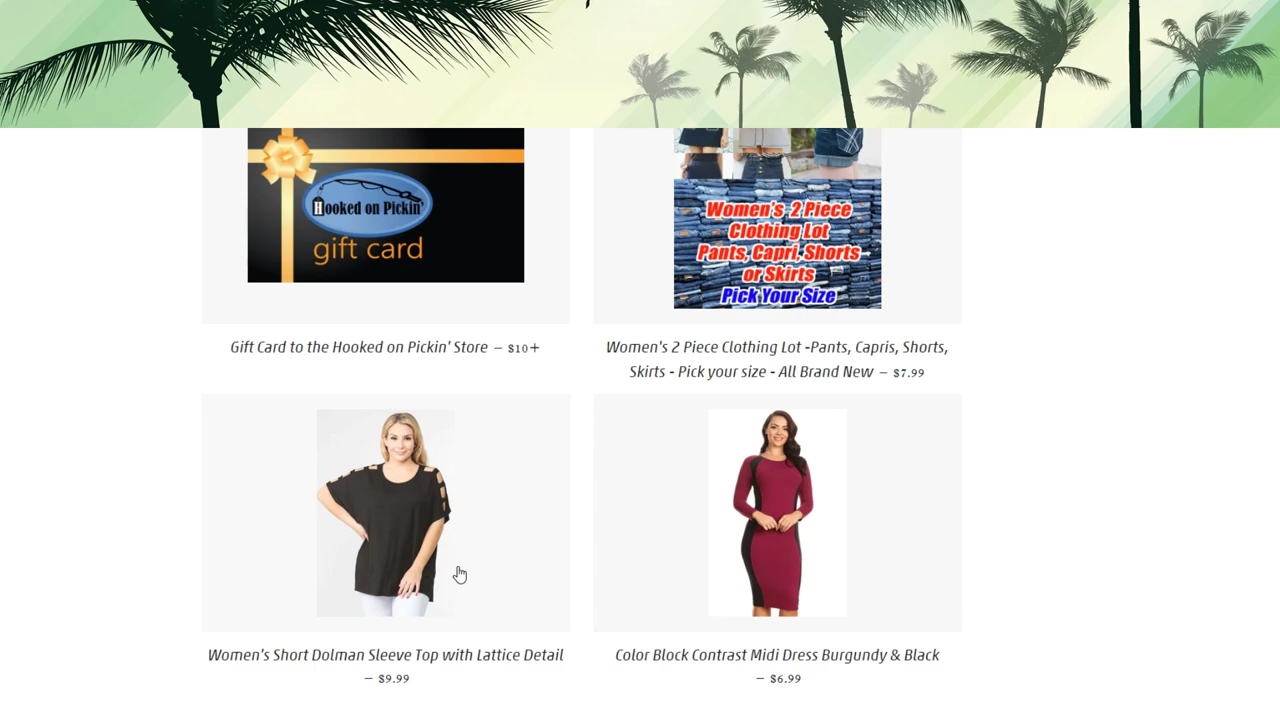 Hooked on Pickin'
gift card
Women's 2 Piece
Clothing Lot
Pants, Capri, Shorts
or Skirts
Pick Your Size
Gift Card to the Hooked on Pickin' Store – $10+
Women's 2 Piece Clothing Lot -Pants, Capris, Shorts,
Skirts - Pick your size - All Brand New – $7.99
Women's Short Dolman Sleeve Top with Lattice Detail
– $9.99
Color Block Contrast Midi Dress Burgundy & Black
– $6.99